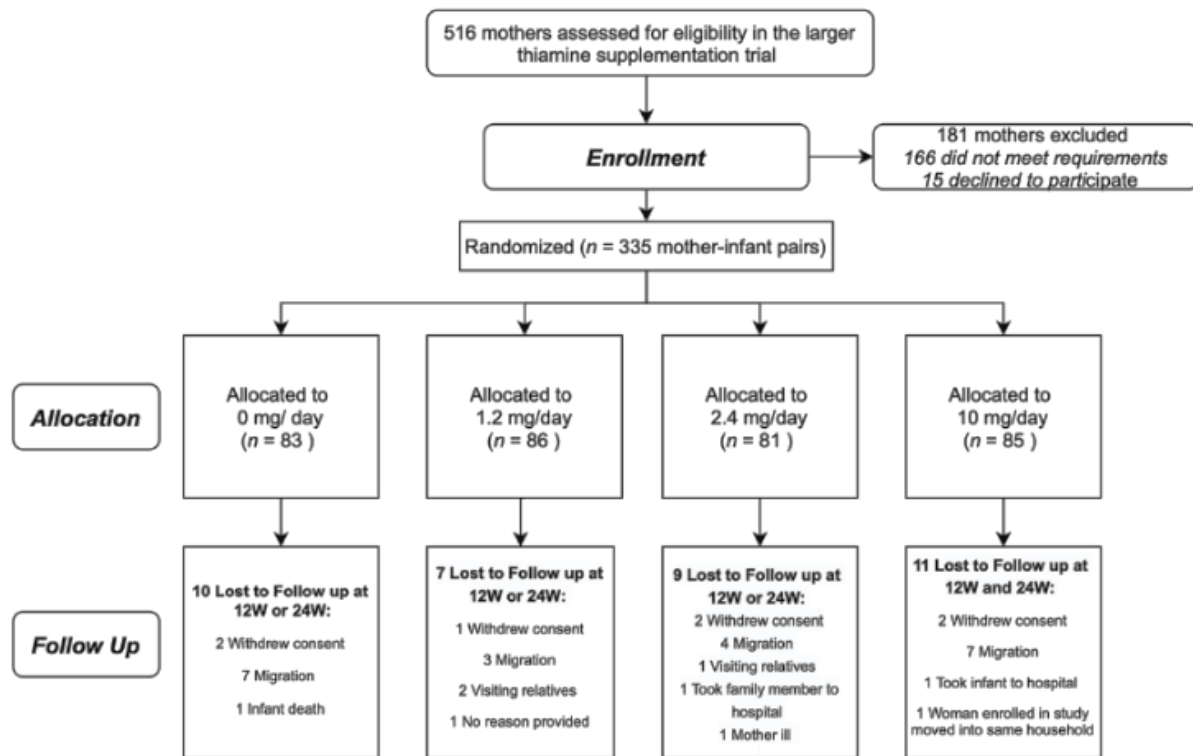 516 mothers assessed for eligibility in the larger
thiamine supplementation trial
Enrollment
181 mothers excluded
166 did not meet requirements
15 declined to participate
Randomized (n = 335 mother-infant pairs)
Allocation
Allocated to
0 mg/ day
(n = 83 )
Allocated to
1.2 mg/day
(n = 86 )
Allocated to
2.4 mg/day
(n = 81 )
Allocated to
10 mg/day
(n = 85 )
Follow Up
10 Lost to Follow up at
12W or 24W:
2 Withdrew consent
7 Migration
1 Infant death
7 Lost to Follow up at
12W or 24W:
1 Withdrew consent
3 Migration
2 Visiting relatives
1 No reason provided
9 Lost to Follow up at
12W or 24W:
2 Withdrew consent
4 Migration
1 Visiting relatives
1 Took family member to
hospital
1 Mother ill
11 Lost to Follow up at
12W and 24W:
2 Withdrew consent
7 Migration
1 Took infant to hospital
1 Woman enrolled in study
moved into same household